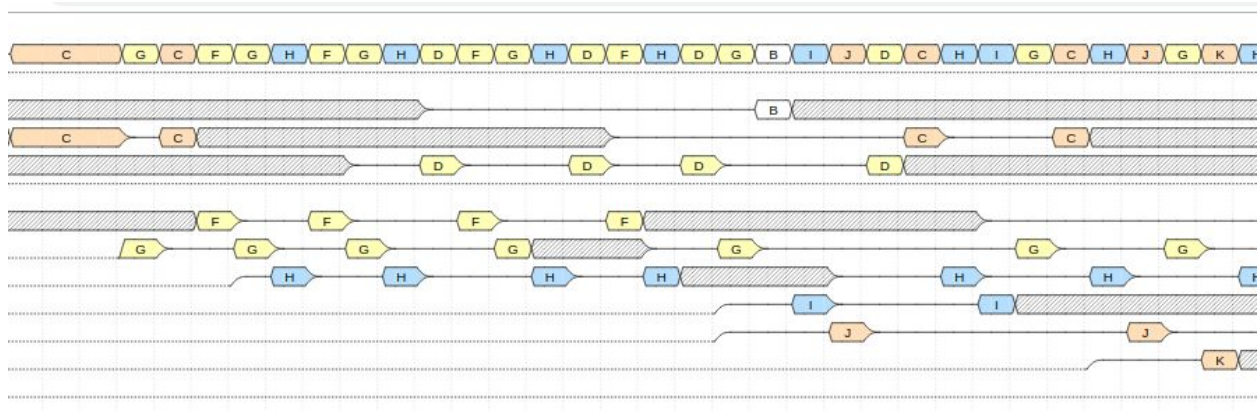 C G C F G H F G H D F G H D F H D G B I J D C H I G C H J G K H
B
C C C C
D D D D
F F F F
G G G G G G G
H H H H H H H
I I
J J
K